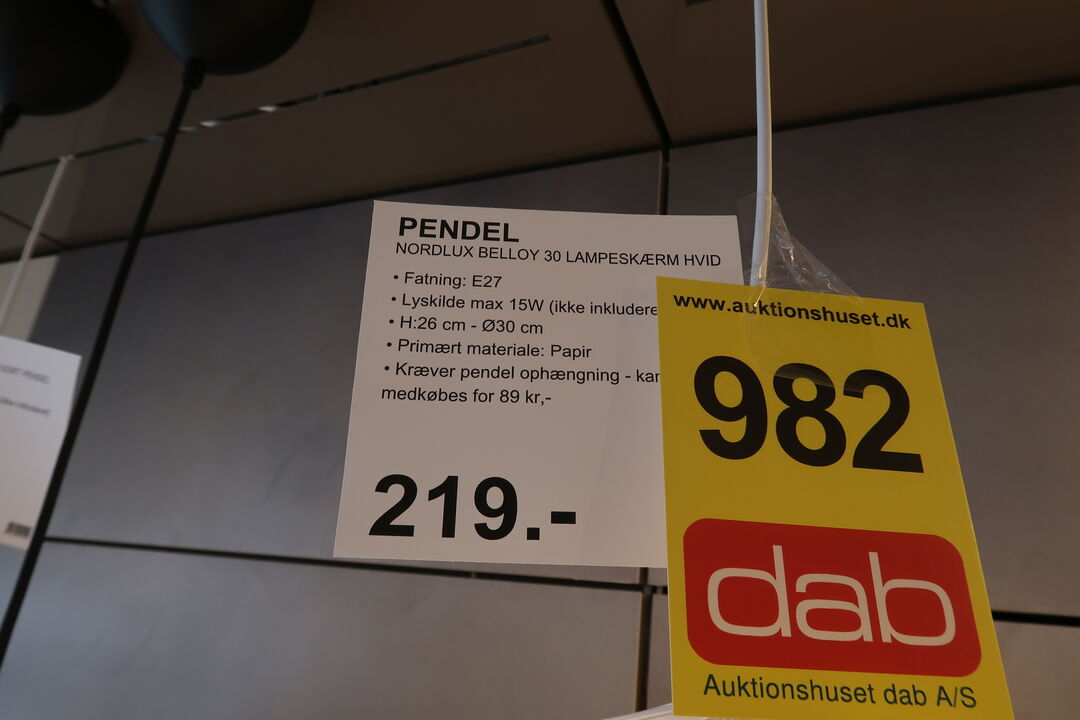 PENDEL
NORDLUX BELLOY 30 LAMPESKÆRM HVID
• Fatning: E27
• Lyskilde max 15W (ikke inkludere
• H:26 cm - Ø30 cm
• Primært materiale: Papir
• Kræver pendel ophængning - kan
medkøbes for 89 kr,-
219.-
www.auktionshuset.dk
982
dab
Auktionshuset dab A/S